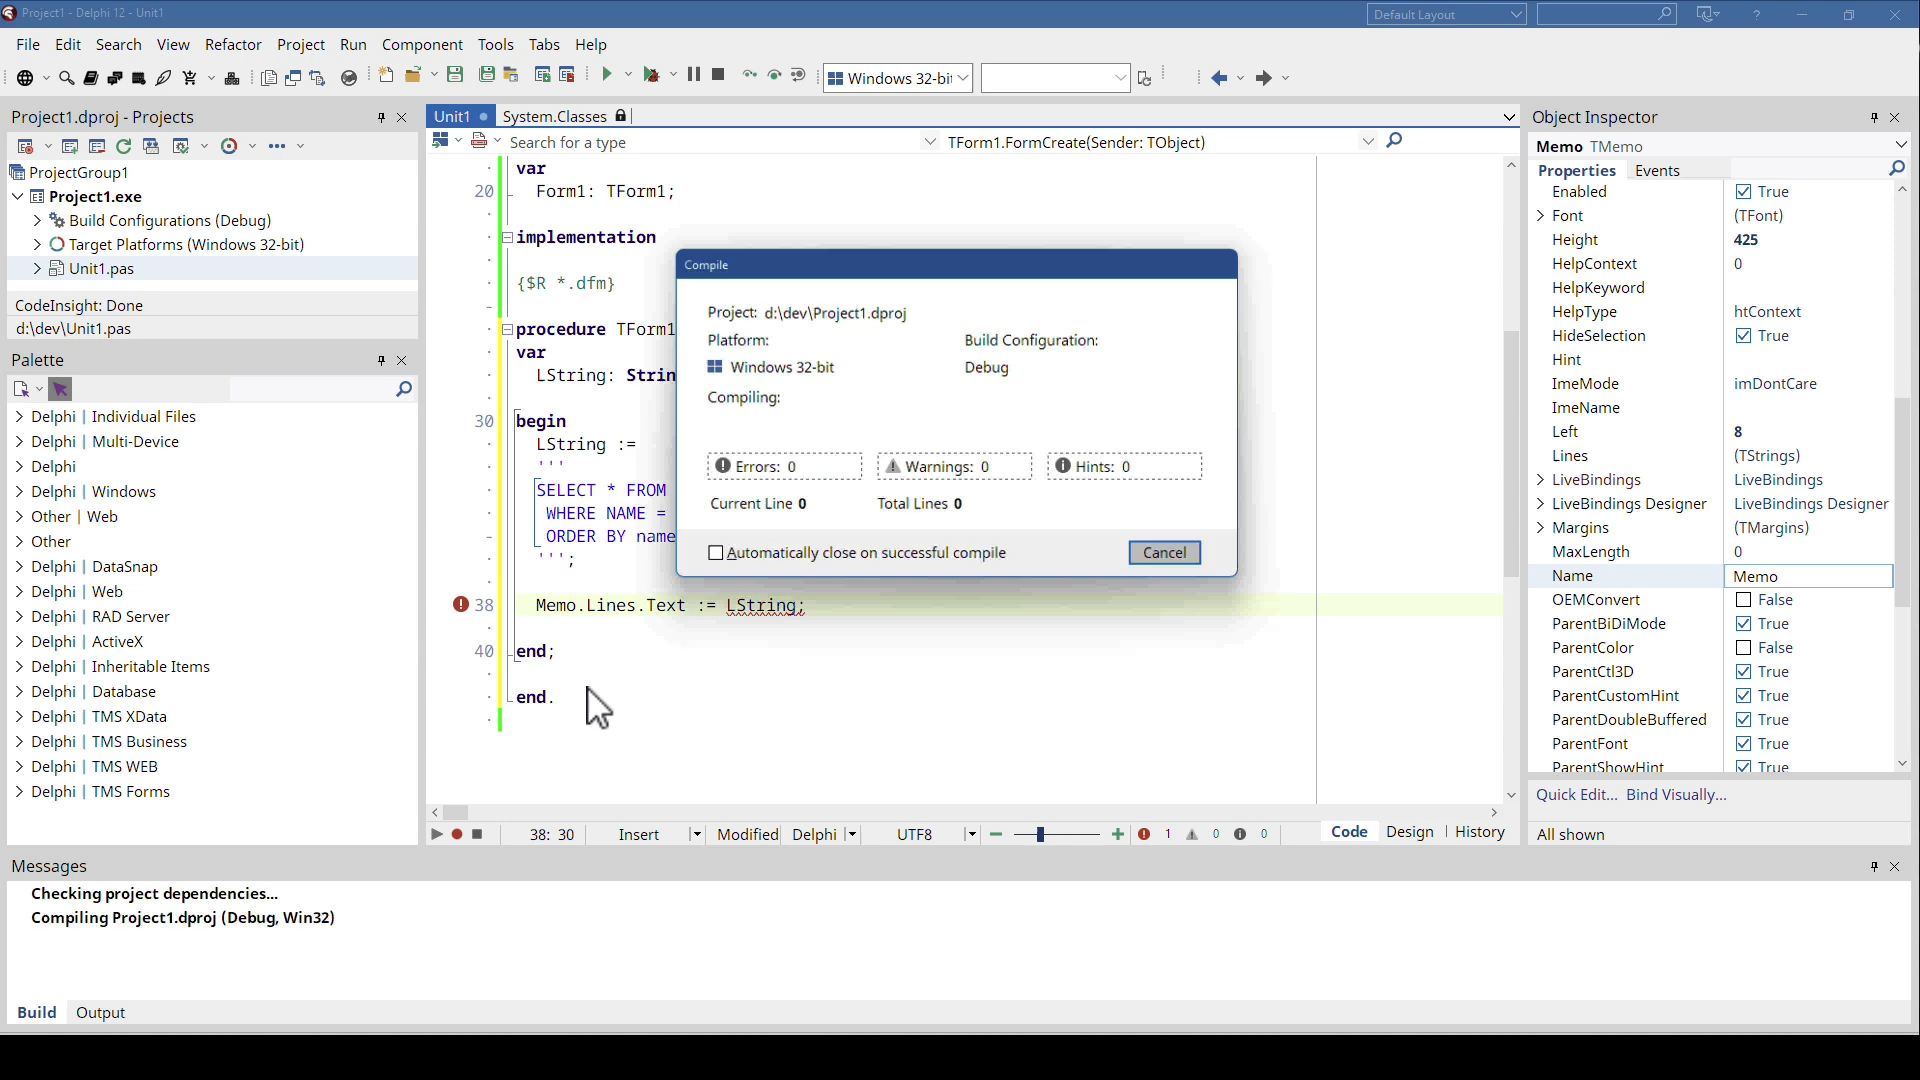 Project1 - Delphi 12 - Unit1
Default Layout
?
File Edit Search View Refactor Project Run Component Tools Tabs Help
Windows 32-bit
Project1.dproj - Projects
ProjectGroup1
Project1.exe
Build Configurations (Debug)
Target Platforms (Windows 32-bit)
Unit1.pas
CodeInsight: Done
d:\dev\Unit1.pas
Palette
Delphi | Individual Files
Delphi | Multi-Device
Delphi
Delphi | Windows
Other | Web
Other
Delphi | DataSnap
Delphi | Web
Delphi | RAD Server
Delphi | ActiveX
Delphi | Inheritable Items
Delphi | Database
Delphi | TMS XData
Delphi | TMS Business
Delphi | TMS WEB
Delphi | TMS Forms
Unit1 System.Classes
Search for a type TForm1.FormCreate(Sender: TObject)
var
20 Form1: TForm1;
implementation
{$R *.dfm}
procedure TForm1
var
LString: Strin
30 begin
LString :=
'''
SELECT * FROM
WHERE NAME =
ORDER BY name
''';
38 Memo.Lines.Text := LString;
40 end;
end.
Compile
Project: d:\dev\Project1.dproj
Platform: Build Configuration:
Windows 32-bit Debug
Compiling:
Errors: 0 Warnings: 0 Hints: 0
Current Line 0 Total Lines 0
Automatically close on successful compile Cancel
38: 30 Insert Modified Delphi UTF8 1 0 0 Code Design History
Object Inspector
Memo TMemo
Properties Events
Enabled True
Font (TFont)
Height 425
HelpContext 0
HelpKeyword
HelpType htContext
HideSelection True
Hint
ImeMode imDontCare
ImeName
Left 8
Lines (TStrings)
LiveBindings LiveBindings
LiveBindings Designer LiveBindings Designer
Margins (TMargins)
MaxLength 0
Name Memo
OEMConvert False
ParentBiDiMode True
ParentColor False
ParentCtl3D True
ParentCustomHint True
ParentDoubleBuffered True
ParentFont True
ParentShowHint True
Quick Edit... Bind Visually...
All shown
Messages
Checking project dependencies...
Compiling Project1.dproj (Debug, Win32)
Build Output